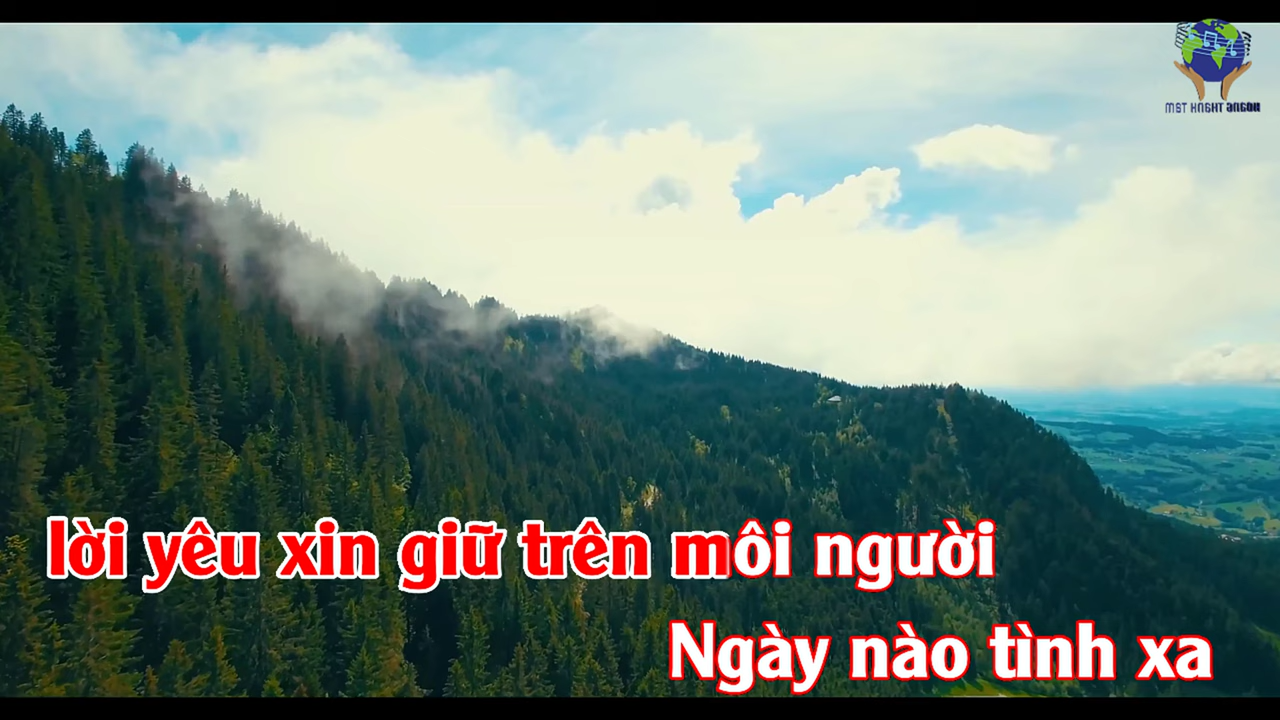 lời yêu xin giữ trên môi người
Ngày nào tình xa